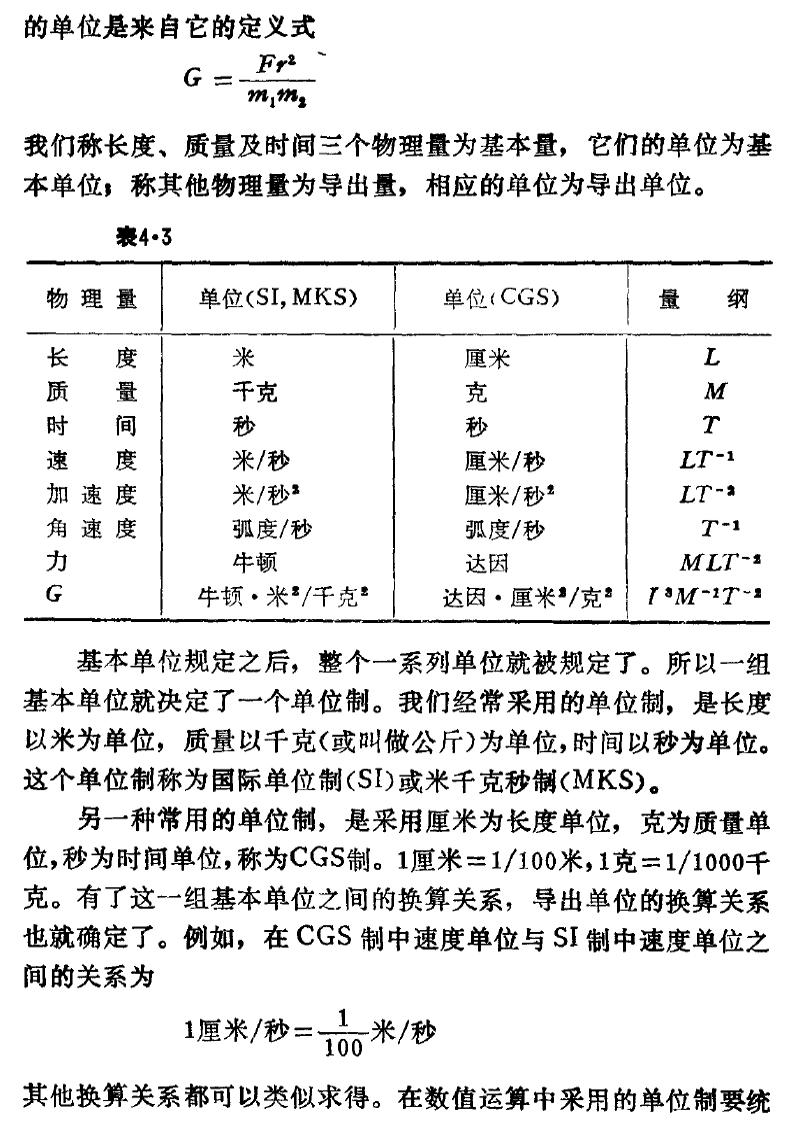 的单位是来自它的定义式
G = Fr²/m₁m₂
我们称长度、质量及时间三个物理量为基本量，它们的单位为基
本单位；称其他物理量为导出量，相应的单位为导出单位。
表4·3
物理量 单位(SI, MKS) 单位(CGS) 量纲
长度 米 厘米 L
质量 千克 克 M
时间 秒 秒 T
速度 米/秒 厘米/秒 LT⁻¹
加速度 米/秒² 厘米/秒² LT⁻²
角速度 弧度/秒 弧度/秒 T⁻¹
力 牛顿 达因 MLT⁻²
G 牛顿·米²/千克² 达因·厘米²/克² L³M⁻¹T⁻²
基本单位规定之后，整个一系列单位就被规定了。所以一组
基本单位就决定了一个单位制。我们经常采用的单位制，是长度
以米为单位，质量以千克(或叫做公斤)为单位，时间以秒为单位。
这个单位制称为国际单位制(SI)或米千克秒制(MKS)。
另一种常用的单位制，是采用厘米为长度单位，克为质量单
位，秒为时间单位，称为CGS制。1厘米＝1/100米，1克＝1/1000千
克。有了这一组基本单位之间的换算关系，导出单位的换算关系
也就确定了。例如，在CGS制中速度单位与SI制中速度单位之
间的关系为
1厘米/秒＝1/100米/秒
其他换算关系都可以类似求得。在数值运算中采用的单位制要统